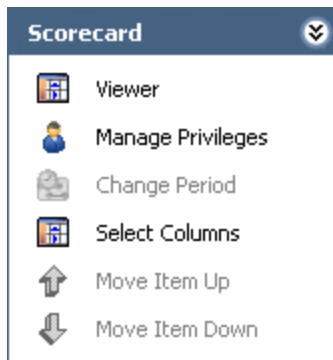 Scorecard
Viewer
Manage Privileges
Change Period
Select Columns
Move Item Up
Move Item Down